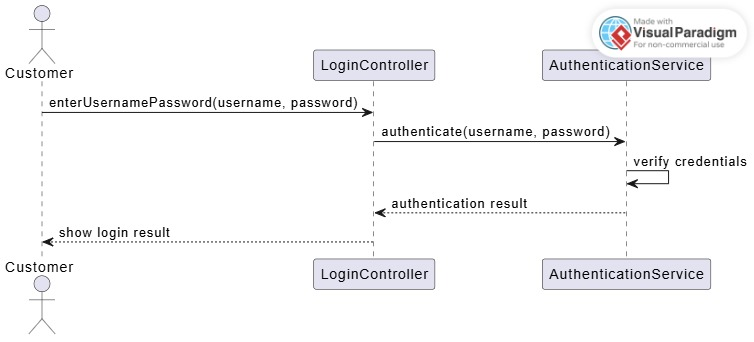 Made with
Visual Paradigm
For non-commercial use
Customer
LoginController
AuthenticationService
enterUsernamePassword(username, password)
authenticate(username, password)
verify credentials
authentication result
show login result
Customer
LoginController
AuthenticationService